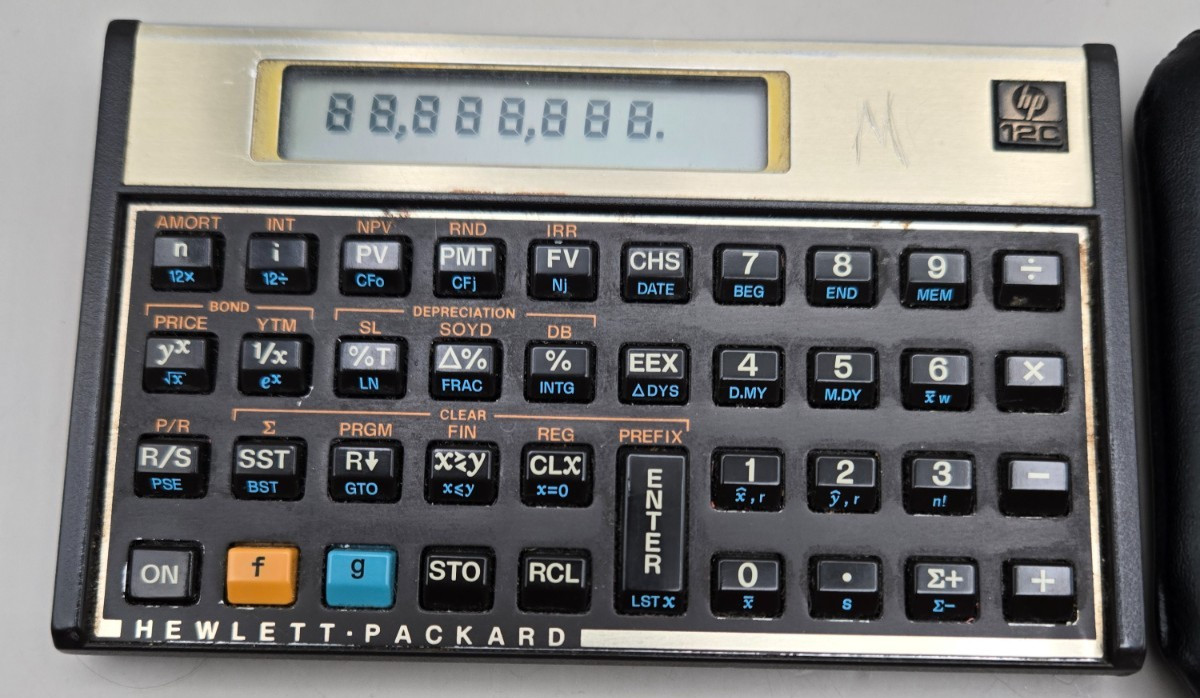 88,888,888.
M
hp
12C
AMORT INT NPV RND IRR
n i PV PMT FV CHS 7 8 9 ÷
12× 12÷ CFo CFj Nj DATE BEG END MEM
BOND DEPRECIATION
PRICE YTM SL SOYD DB
yx 1/x %T Δ% % EEX 4 5 6 ×
√x ex LN FRAC INTG ΔDYS D.MY M.DY x̄w
CLEAR
P/R Σ PRGM FIN REG PREFIX
R/S SST R↓ x≷y CLx ENTER 1 2 3 −
PSE BST GTO x≤y x=0 x̂,r ŷ,r n!
ON f g STO RCL 0 • Σ+ +
LST x x̄ s Σ−
HEWLETT·PACKARD